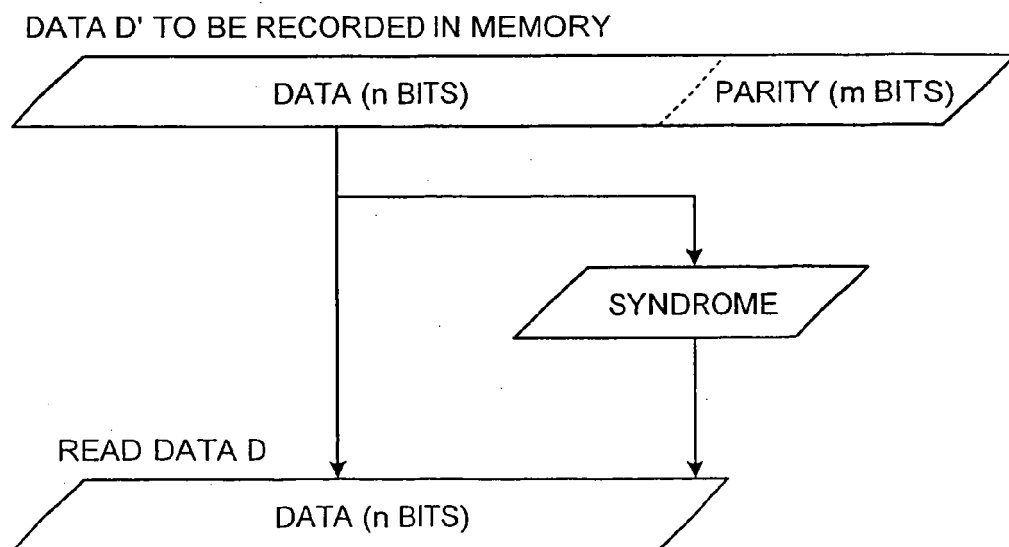 DATA D' TO BE RECORDED IN MEMORY
DATA (n BITS)
PARITY (m BITS)
SYNDROME
READ DATA D
DATA (n BITS)